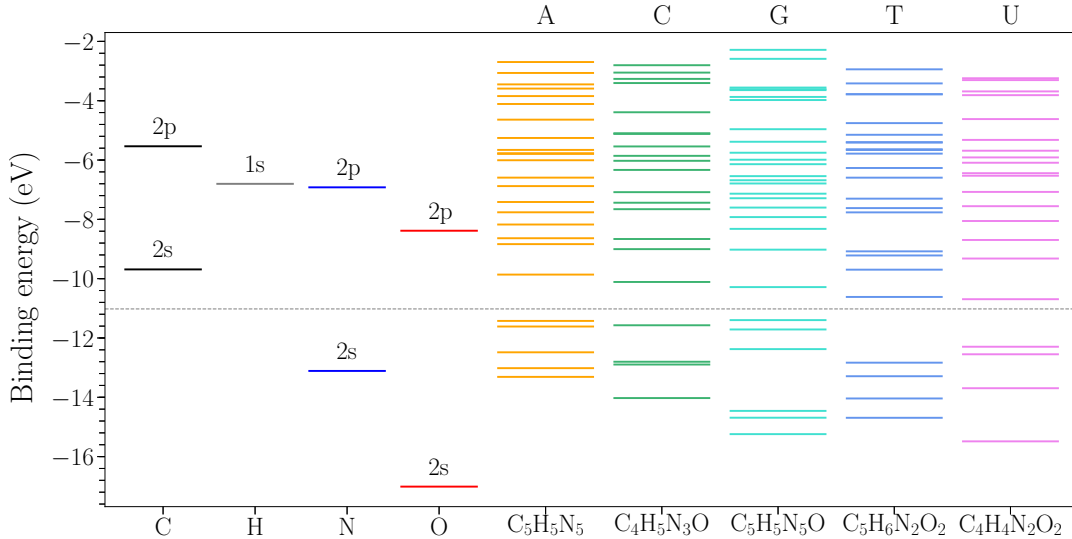 A C G T U
Binding energy (eV)
−2
−4
−6
−8
−10
−12
−14
−16
2p
2s
1s
2p
2s
2p
2s
C H N O C₅H₅N₅ C₄H₅N₃O C₅H₅N₅O C₅H₆N₂O₂ C₄H₄N₂O₂